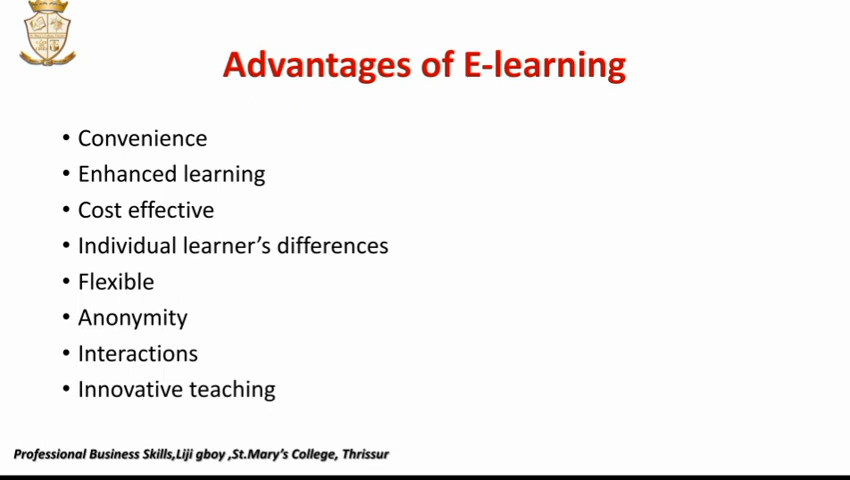 Advantages of E-learning
• Convenience
• Enhanced learning
• Cost effective
• Individual learner’s differences
• Flexible
• Anonymity
• Interactions
• Innovative teaching
Professional Business Skills,Liji gboy ,St.Mary’s College, Thrissur